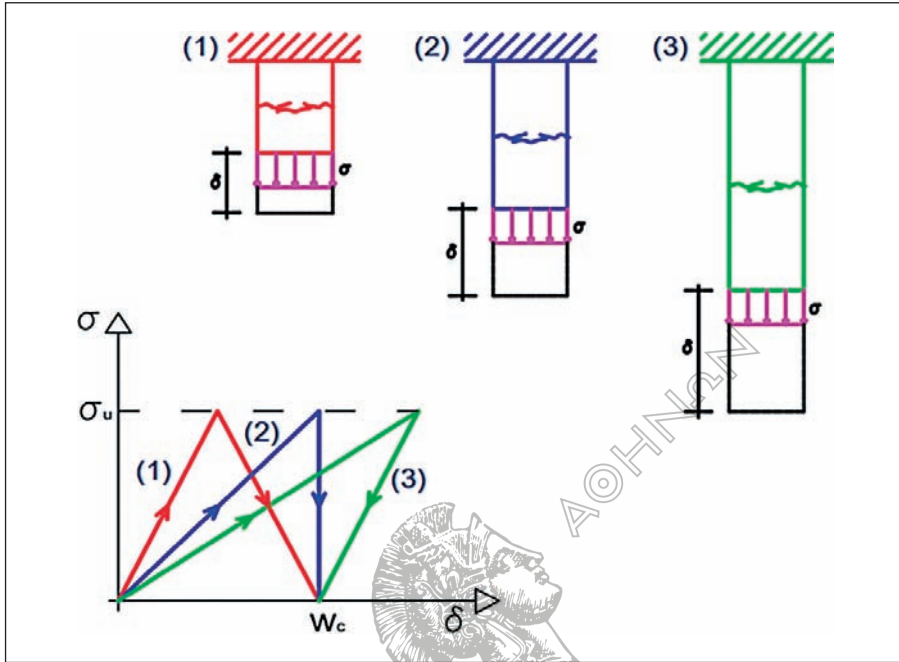 (1)
(2)
(3)
δ
σ
δ
σ
δ
σ
σ
σu
(1)
(2)
(3)
Wc
δ
ΑΘΗΝΩΝ